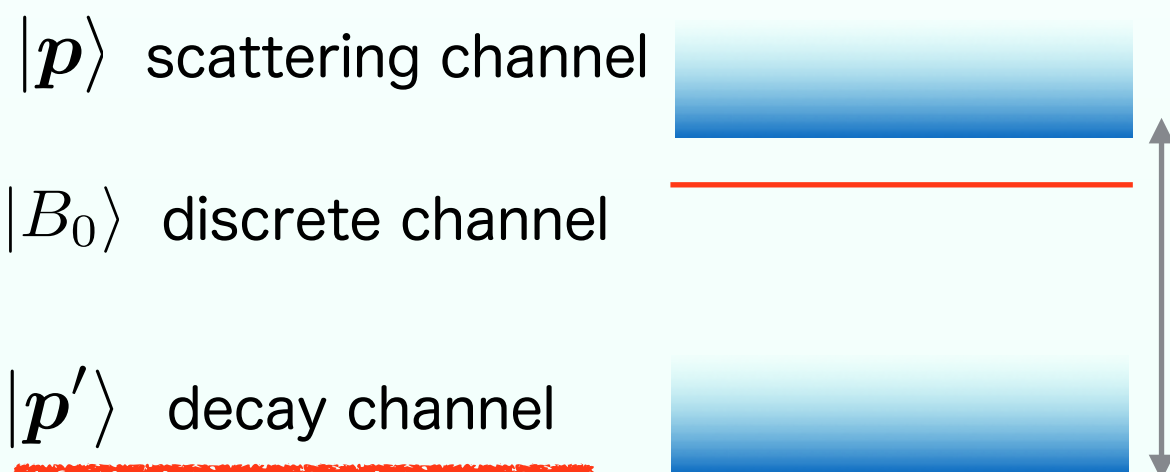 |p⟩ scattering channel
|B₀⟩ discrete channel
|p′⟩ decay channel